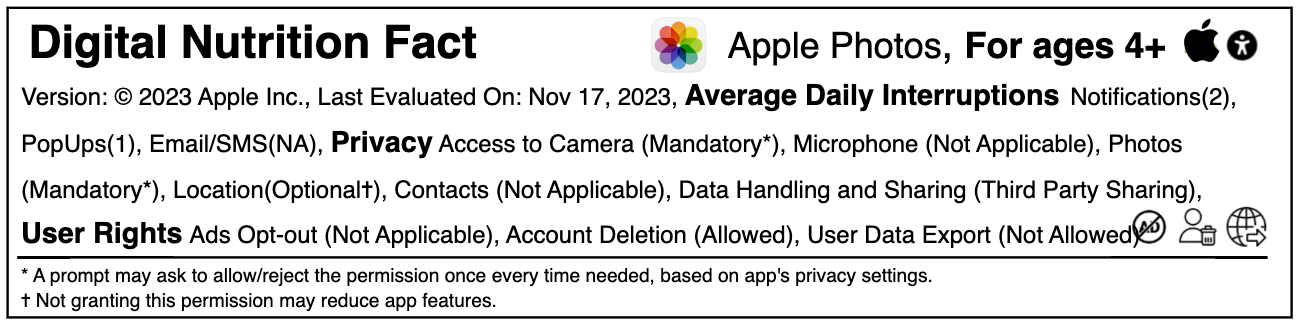 Digital Nutrition Fact Apple Photos, For ages 4+
Version: © 2023 Apple Inc., Last Evaluated On: Nov 17, 2023, Average Daily Interruptions Notifications(2),
PopUps(1), Email/SMS(NA), Privacy Access to Camera (Mandatory*), Microphone (Not Applicable), Photos
(Mandatory*), Location(Optional†), Contacts (Not Applicable), Data Handling and Sharing (Third Party Sharing),
User Rights Ads Opt-out (Not Applicable), Account Deletion (Allowed), User Data Export (Not Allowed) AD
* A prompt may ask to allow/reject the permission once every time needed, based on app's privacy settings.
† Not granting this permission may reduce app features.